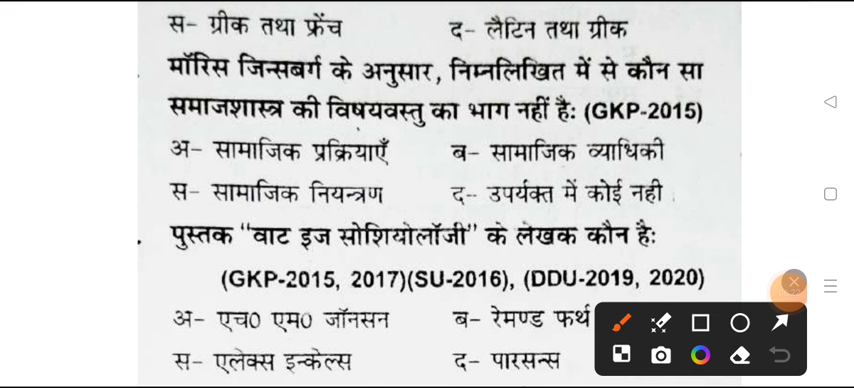 स- ग्रीक तथा फ्रेंच द- लैटिन तथा ग्रीक
मॉरिस जिन्सबर्ग के अनुसार, निम्नलिखित में से कौन सा
समाजशास्त्र की विषयवस्तु का भाग नहीं है: (GKP-2015)
अ- सामाजिक प्रक्रियाएँ ब- सामाजिक व्याधिकी
स- सामाजिक नियन्त्रण द- उपर्यक्त में कोई नही
पुस्तक “वाट इज सोशियोलॉजी” के लेखक कौन है:
(GKP-2015, 2017)(SU-2016), (DDU-2019, 2020)
अ- एच0 एम0 जॉनसन ब- रेमण्ड फर्थ
स- एलेक्स इन्केल्स द- पारसन्स